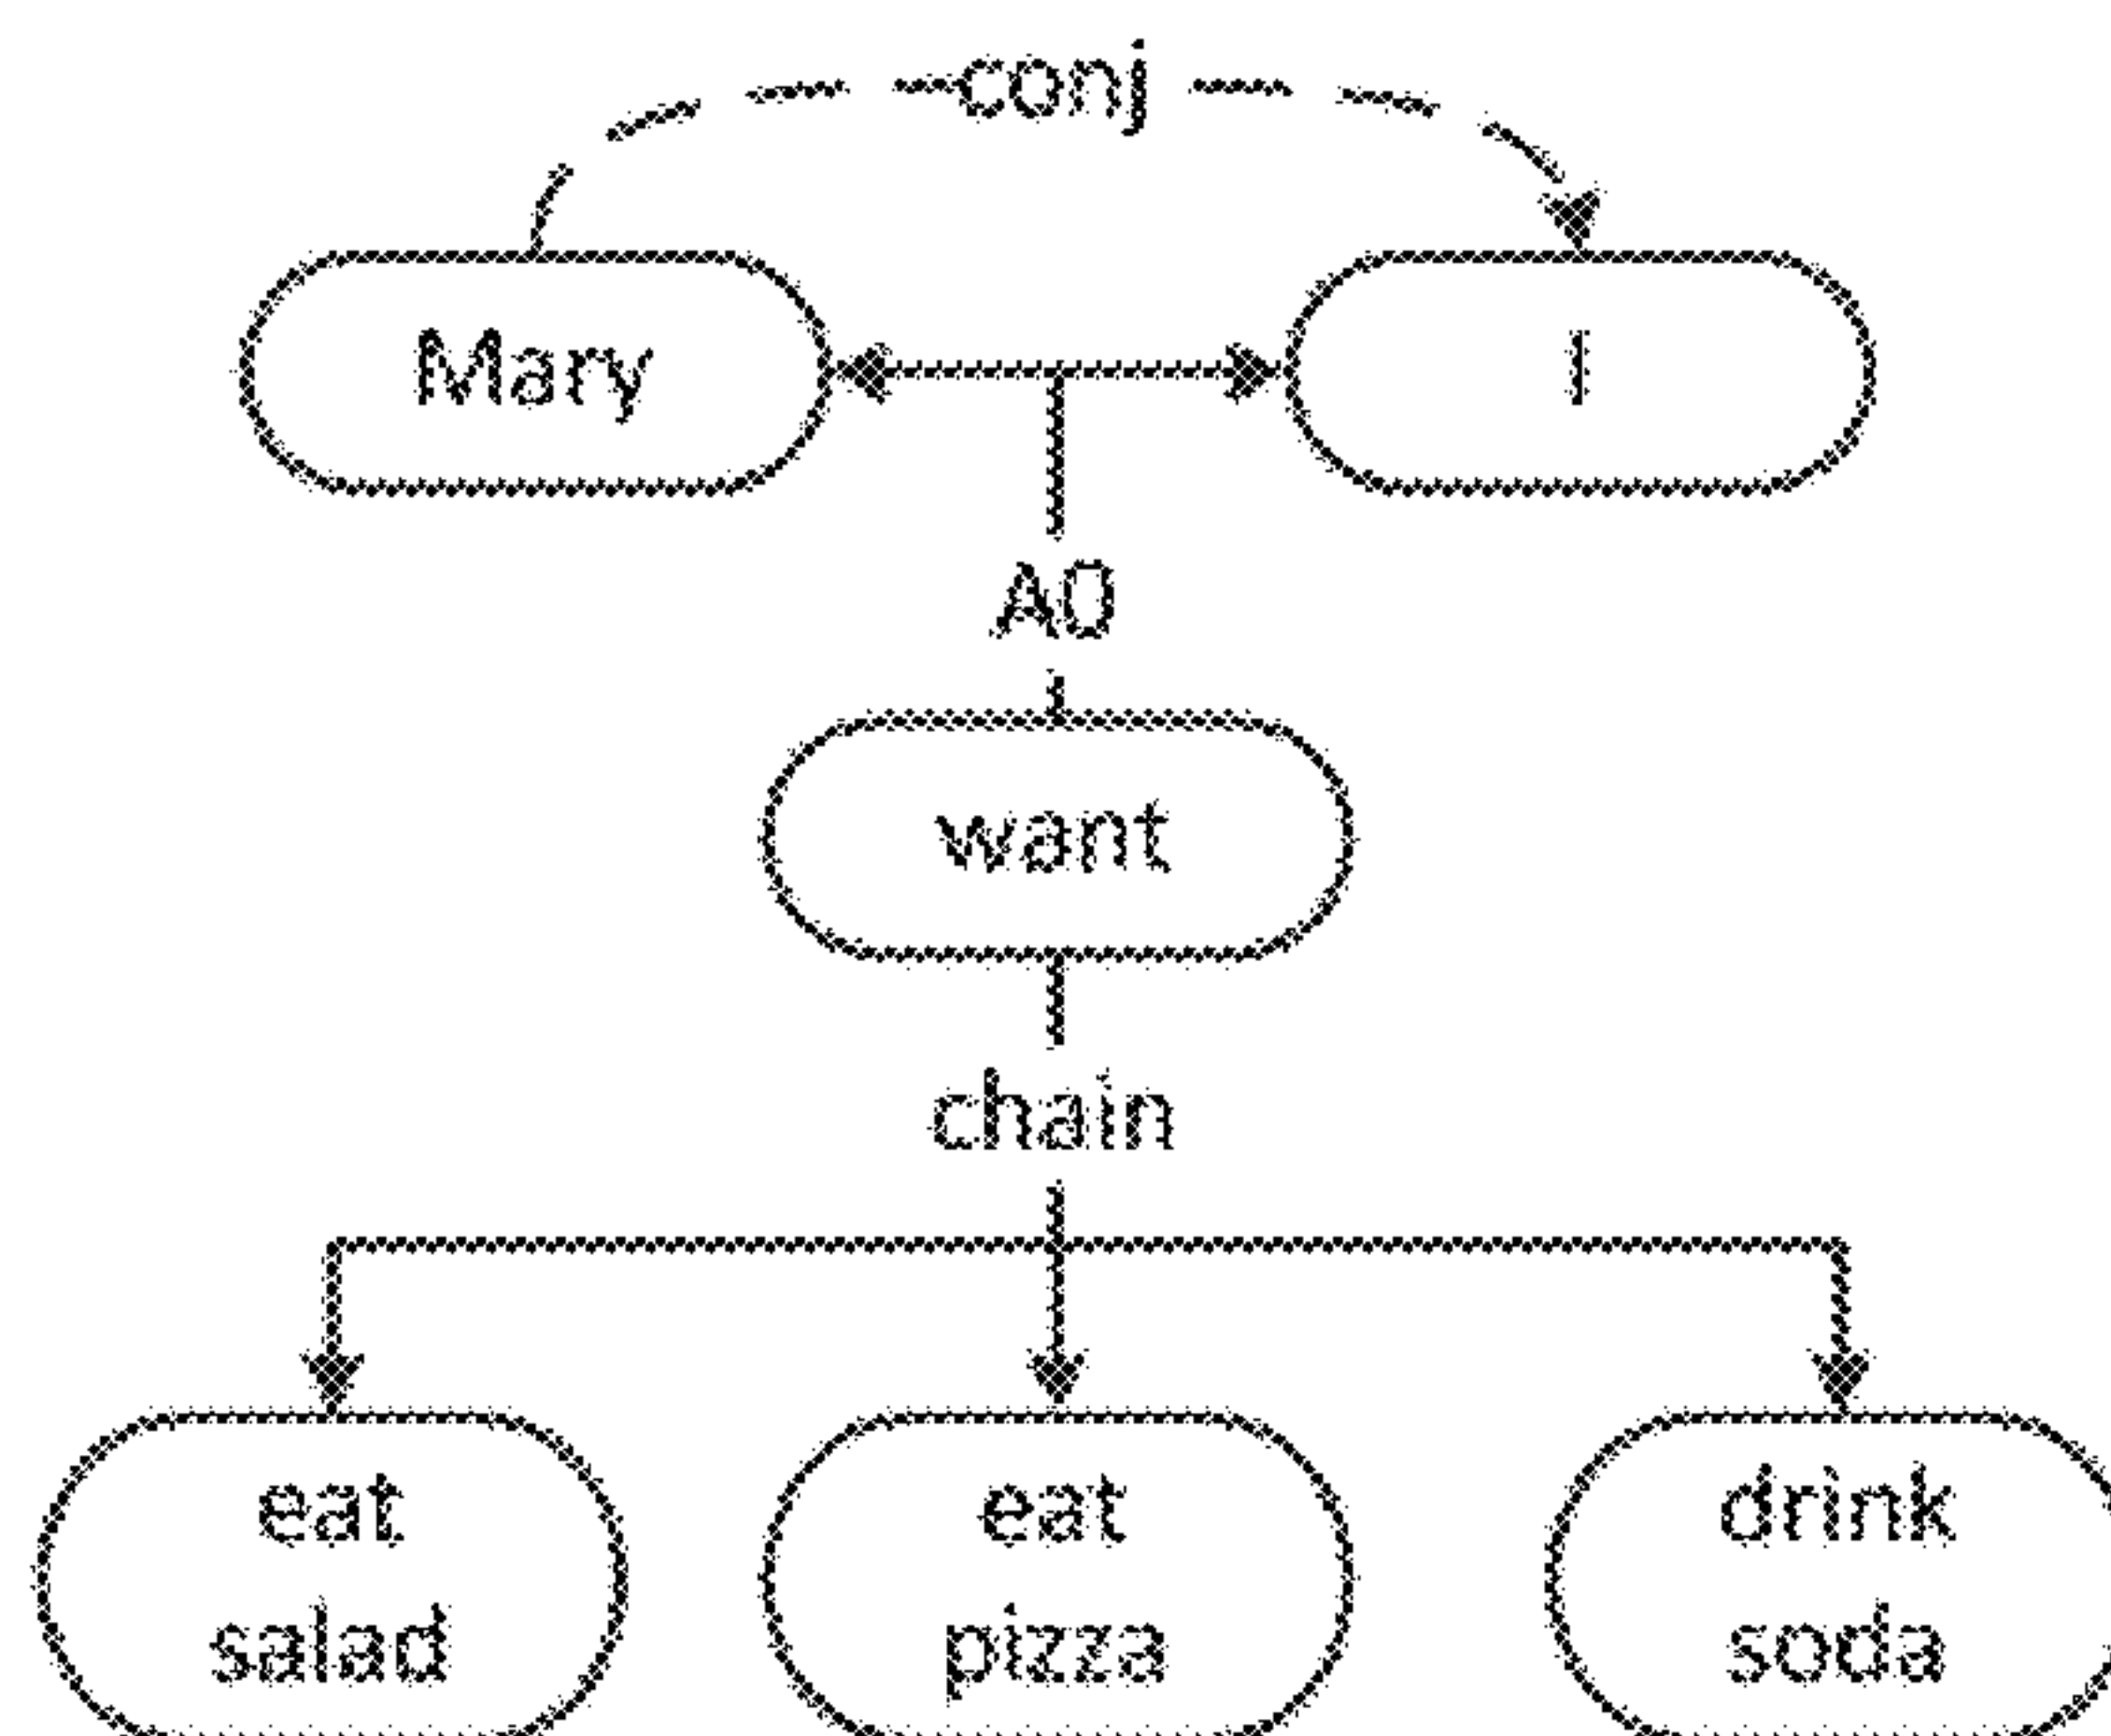 conj
Mary
I
A0
want
chain
eat
salad
eat
pizza
drink
soda